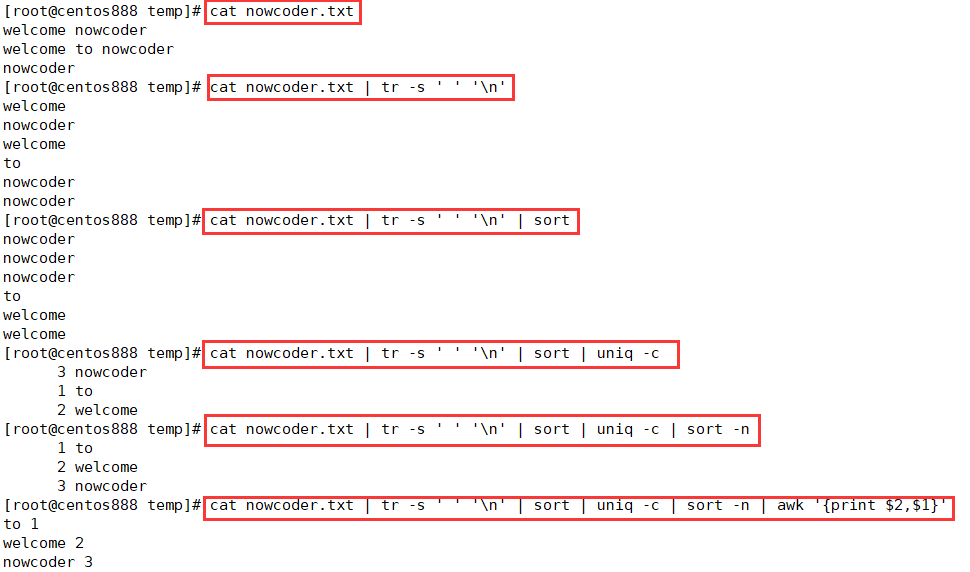 [root@centos888 temp]# cat nowcoder.txt
welcome nowcoder
welcome to nowcoder
nowcoder
[root@centos888 temp]# cat nowcoder.txt | tr -s ' ' '\n'
welcome
nowcoder
welcome
to
nowcoder
nowcoder
[root@centos888 temp]# cat nowcoder.txt | tr -s ' ' '\n' | sort
nowcoder
nowcoder
nowcoder
to
welcome
welcome
[root@centos888 temp]# cat nowcoder.txt | tr -s ' ' '\n' | sort | uniq -c
      3 nowcoder
      1 to
      2 welcome
[root@centos888 temp]# cat nowcoder.txt | tr -s ' ' '\n' | sort | uniq -c | sort -n
      1 to
      2 welcome
      3 nowcoder
[root@centos888 temp]# cat nowcoder.txt | tr -s ' ' '\n' | sort | uniq -c | sort -n | awk '{print $2,$1}'
to 1
welcome 2
nowcoder 3